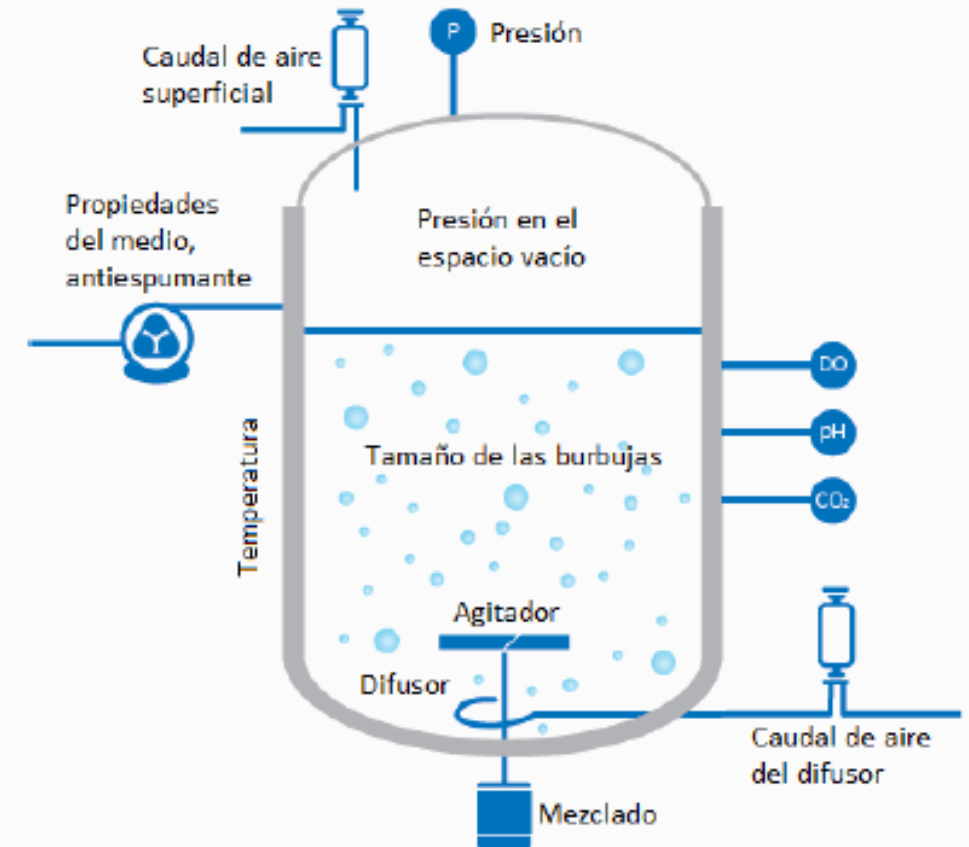 P
Presión
Caudal de aire
superficial
Propiedades
del medio,
antiespumante
Presión en el
espacio vacío
DO
pH
CO₂
Temperatura
Tamaño de las burbujas
Agitador
Difusor
Caudal de aire
del difusor
Mezclado